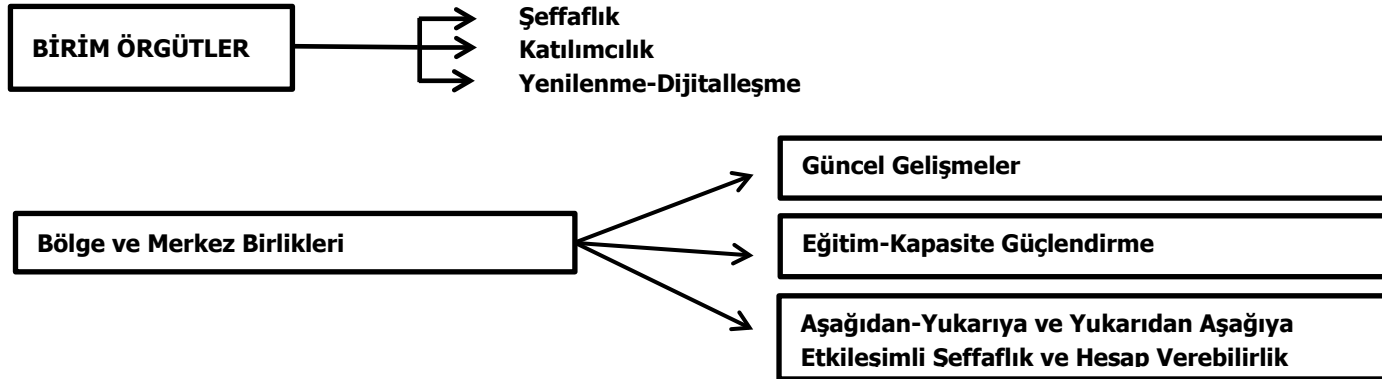 BİRİM ÖRGÜTLER
Şeffaflık
Katılımcılık
Yenilenme-Dijitalleşme
Bölge ve Merkez Birlikleri
Güncel Gelişmeler
Eğitim-Kapasite Güçlendirme
Aşağıdan-Yukarıya ve Yukarıdan Aşağıya
Etkileşimli Şeffaflık ve Hesap Verebilirlik